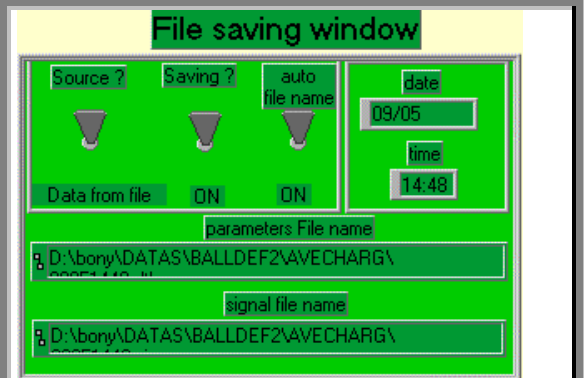 File saving window
Source ?
Saving ?
auto
file name
Data from file
ON
ON
date
09/05
time
14:48
parameters File name
D:\bony\DATAS\BALLDEF2\AVECHARG\
signal file name
D:\bony\DATAS\BALLDEF2\AVECHARG\